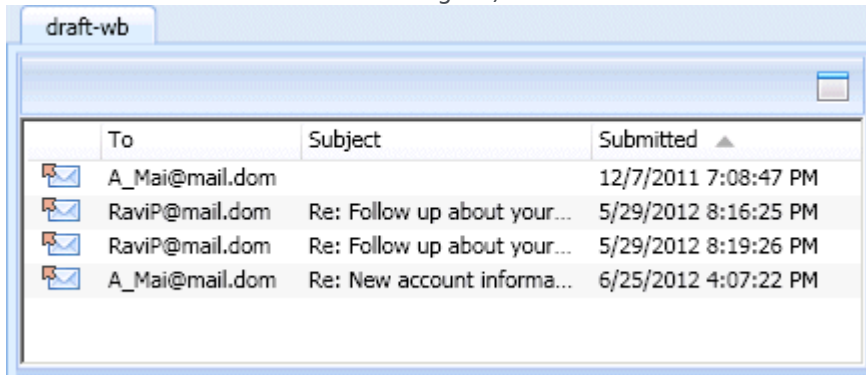 draft-wb
To Subject Submitted
A_Mai@mail.dom 12/7/2011 7:08:47 PM
RaviP@mail.dom Re: Follow up about your... 5/29/2012 8:16:25 PM
RaviP@mail.dom Re: Follow up about your... 5/29/2012 8:19:26 PM
A_Mai@mail.dom Re: New account informa... 6/25/2012 4:07:22 PM